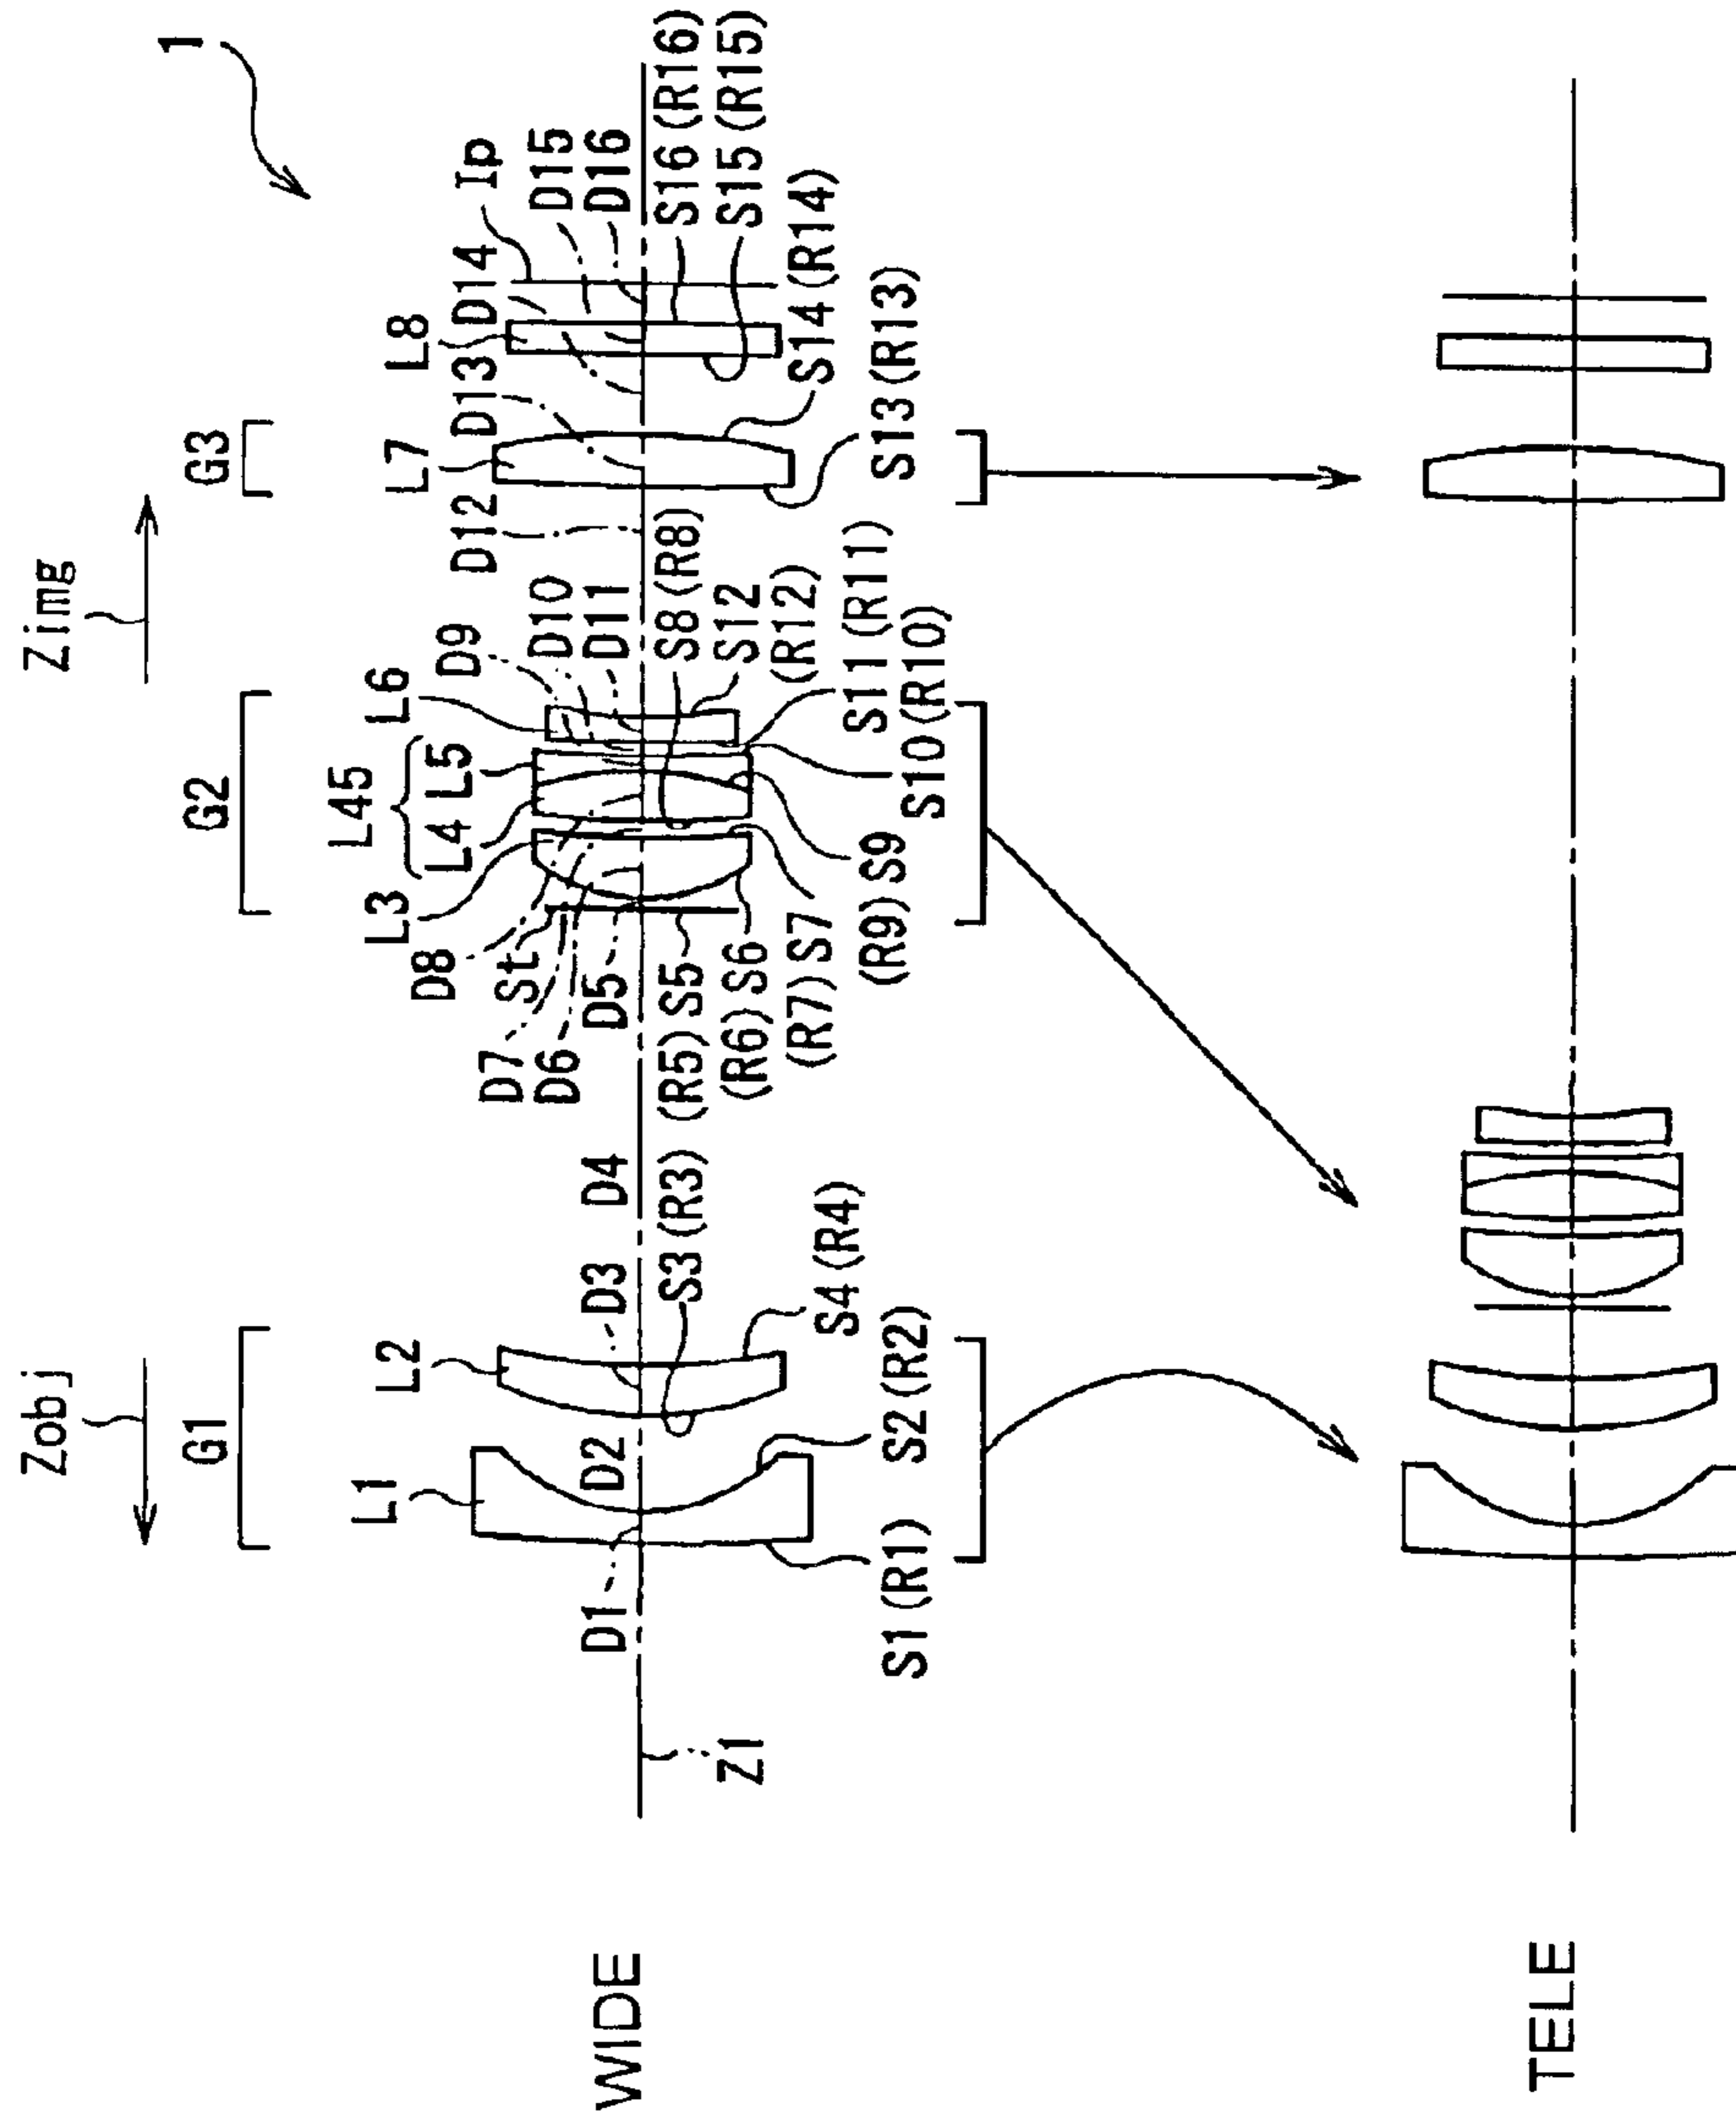 1
Zobj
Zimg
G1
G2
G3
L1
L2
L3
L45
L4
L5
L6
L7
L8
Ip
D1
D2
D3
D4
D5
D6
D7
D8
St
D9
D10
D11
D12
D13
D14
D15
D16
WIDE
Z1
S1(R1)
S2(R2)
S3(R3)
S4(R4)
(R5)S5
(R6)S6
(R7)S7
S8(R8)
(R9)S9
S10(R10)
S11(R11)
S12
(R12)
S13(R13)
S14(R14)
S15(R15)
S16(R16)
TELE